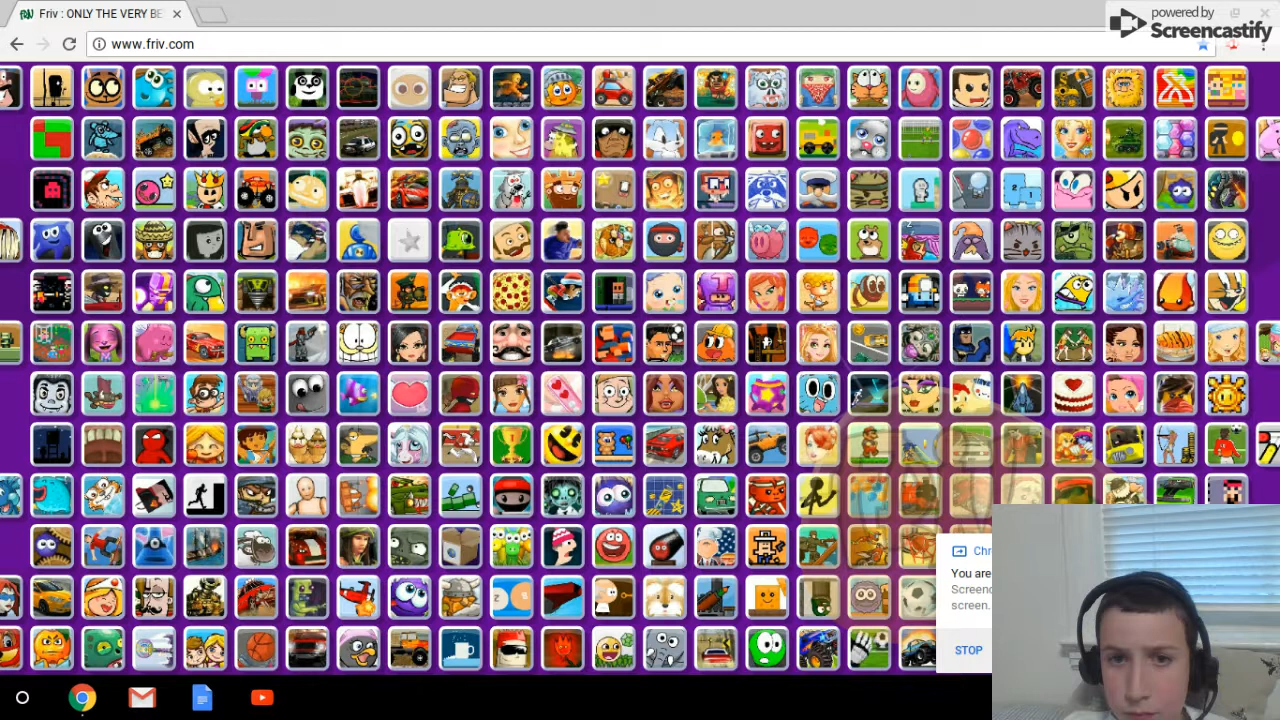 Friv : ONLY THE VERY BE
powered by
Screencastify
www.friv.com
Chr
You are
Screenc
screen.
STOP